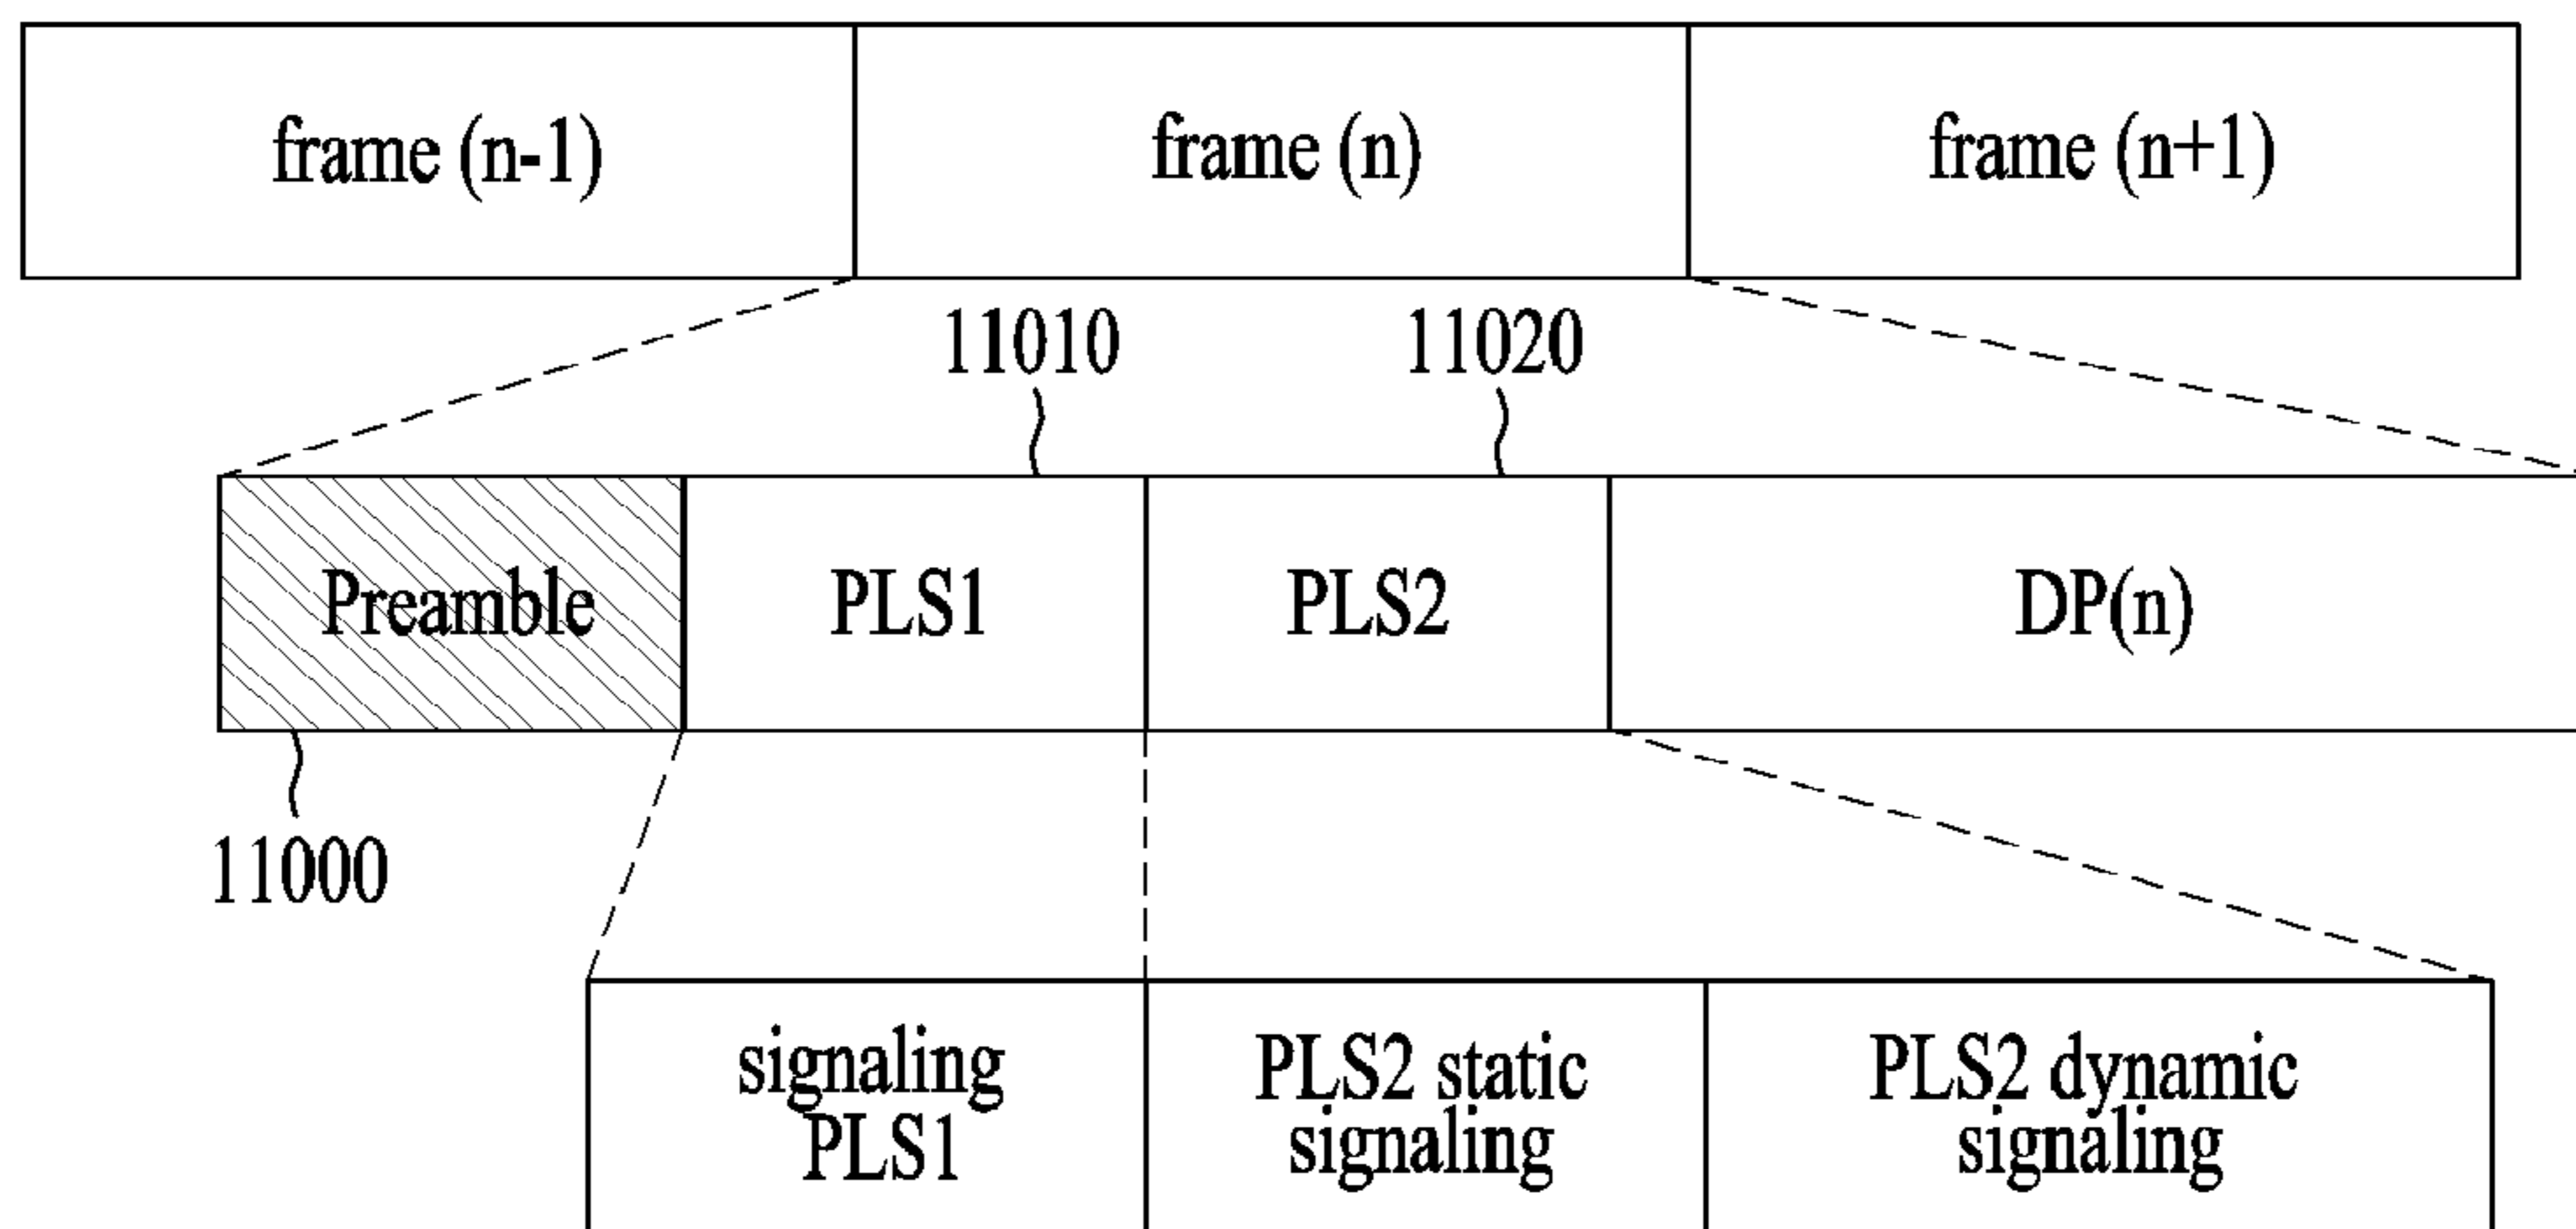 frame (n-1)
frame (n)
frame (n+1)
11010
11020
Preamble
PLS1
PLS2
DP(n)
11000
signaling
PLS1
PLS2 static
signaling
PLS2 dynamic
signaling